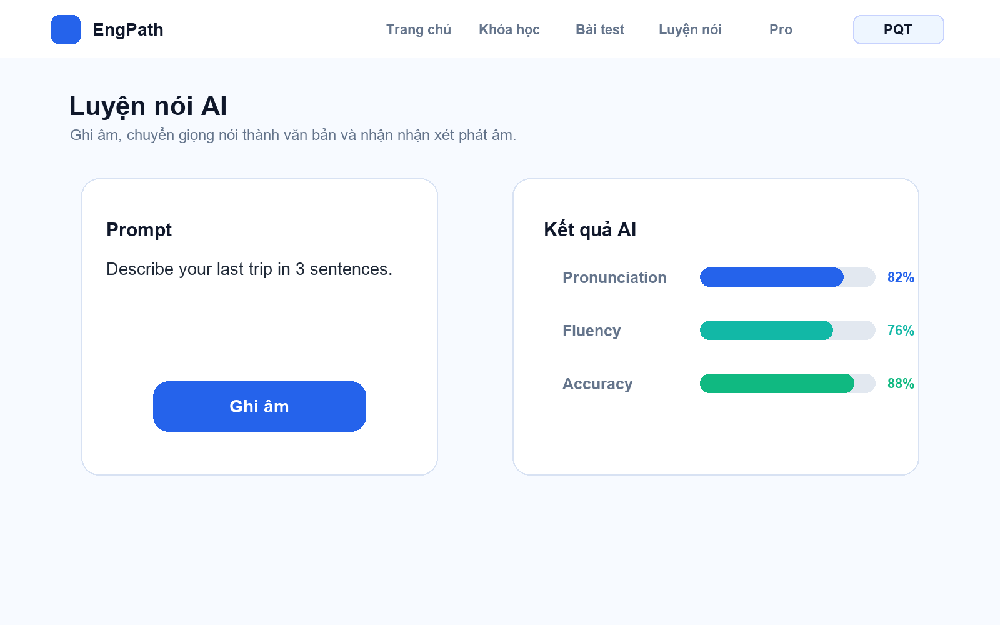 EngPath
Trang chủ Khóa học Bài test Luyện nói Pro PQT
Luyện nói AI
Ghi âm, chuyển giọng nói thành văn bản và nhận nhận xét phát âm.
Prompt
Describe your last trip in 3 sentences.
Ghi âm
Kết quả AI
Pronunciation 82%
Fluency 76%
Accuracy 88%